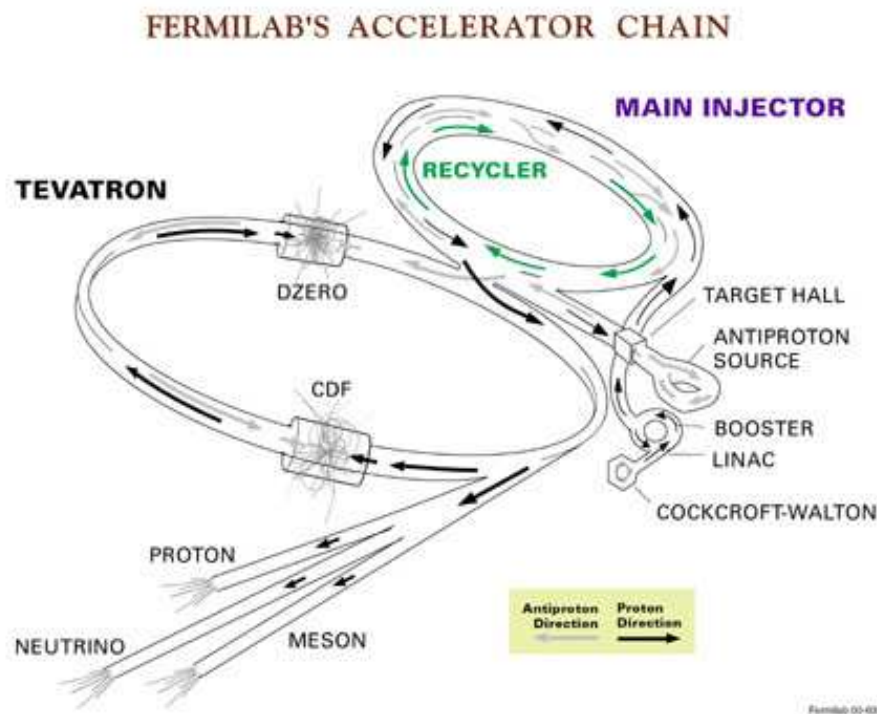 FERMILAB'S ACCELERATOR CHAIN
MAIN INJECTOR
RECYCLER
TEVATRON
DZERO
TARGET HALL
ANTIPROTON
SOURCE
CDF
BOOSTER
LINAC
COCKCROFT-WALTON
PROTON
NEUTRINO
MESON
Antiproton Proton
Direction Direction